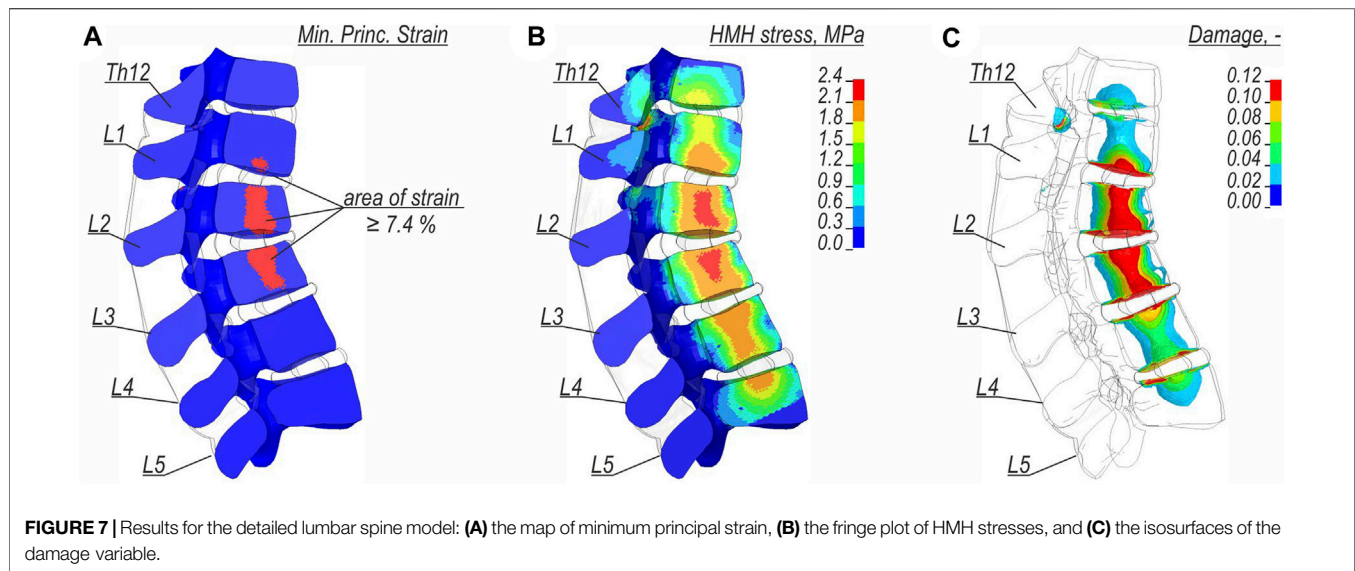 A
Min. Princ. Strain
Th12
L1
L2
L3
L4
L5
area of strain
≥ 7.4 %
B
HMH stress, MPa
Th12
L1
L2
L3
L4
L5
2.4
2.1
1.8
1.5
1.2
0.9
0.6
0.3
0.0
C
Damage, -
Th12
L1
L2
L3
L4
L5
0.12
0.10
0.08
0.06
0.04
0.02
0.00
FIGURE 7 | Results for the detailed lumbar spine model: (A) the map of minimum principal strain, (B) the fringe plot of HMH stresses, and (C) the isosurfaces of the
damage variable.